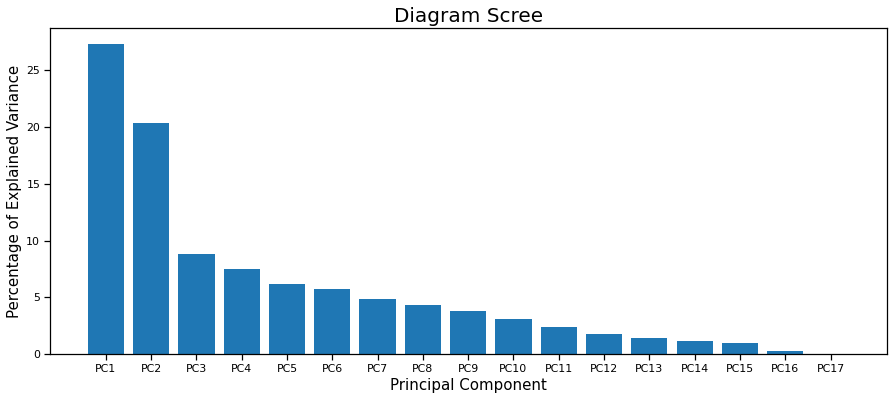 Diagram Scree
Percentage of Explained Variance
25
20
15
10
5
0
PC1 PC2 PC3 PC4 PC5 PC6 PC7 PC8 PC9 PC10 PC11 PC12 PC13 PC14 PC15 PC16 PC17
Principal Component